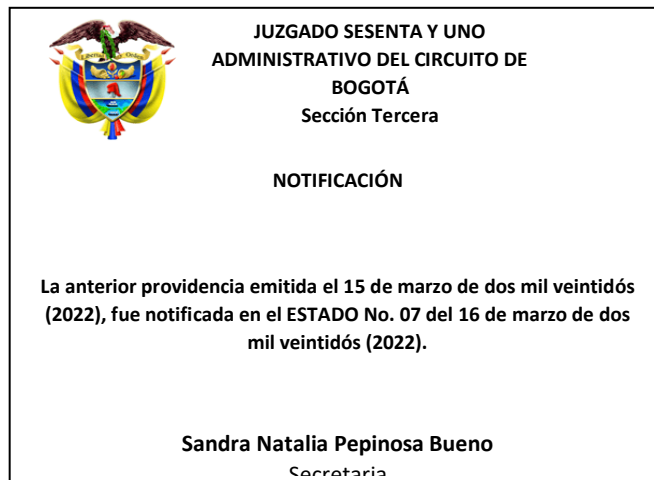 JUZGADO SESENTA Y UNO
ADMINISTRATIVO DEL CIRCUITO DE
BOGOTÁ
Sección Tercera
NOTIFICACIÓN
La anterior providencia emitida el 15 de marzo de dos mil veintidós
(2022), fue notificada en el ESTADO No. 07 del 16 de marzo de dos
mil veintidós (2022).
Sandra Natalia Pepinosa Bueno
Secretaria